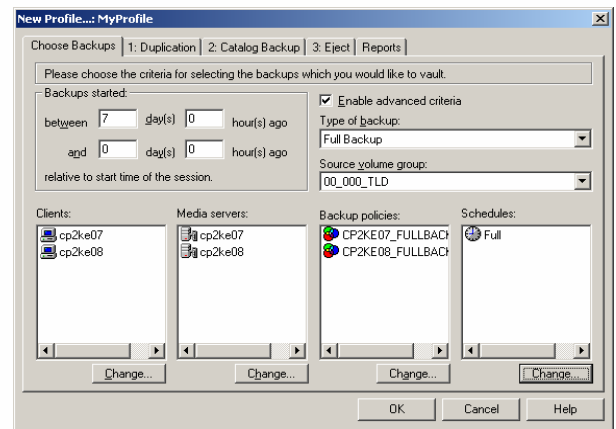 New Profile...: MyProfile
Choose Backups 1: Duplication 2: Catalog Backup 3: Eject Reports
Please choose the criteria for selecting the backups which you would like to vault.
Backups started:
between 7 day(s) 0 hour(s) ago
and 0 day(s) 0 hour(s) ago
relative to start time of the session.
Enable advanced criteria
Type of backup:
Full Backup
Source volume group:
00_000_TLD
Clients:
cp2ke07
cp2ke08
Media servers:
cp2ke07
cp2ke08
Backup policies:
CP2KE07_FULLBACK
CP2KE08_FULLBACK
Schedules:
Full
Change... Change... Change... Change...
OK Cancel Help